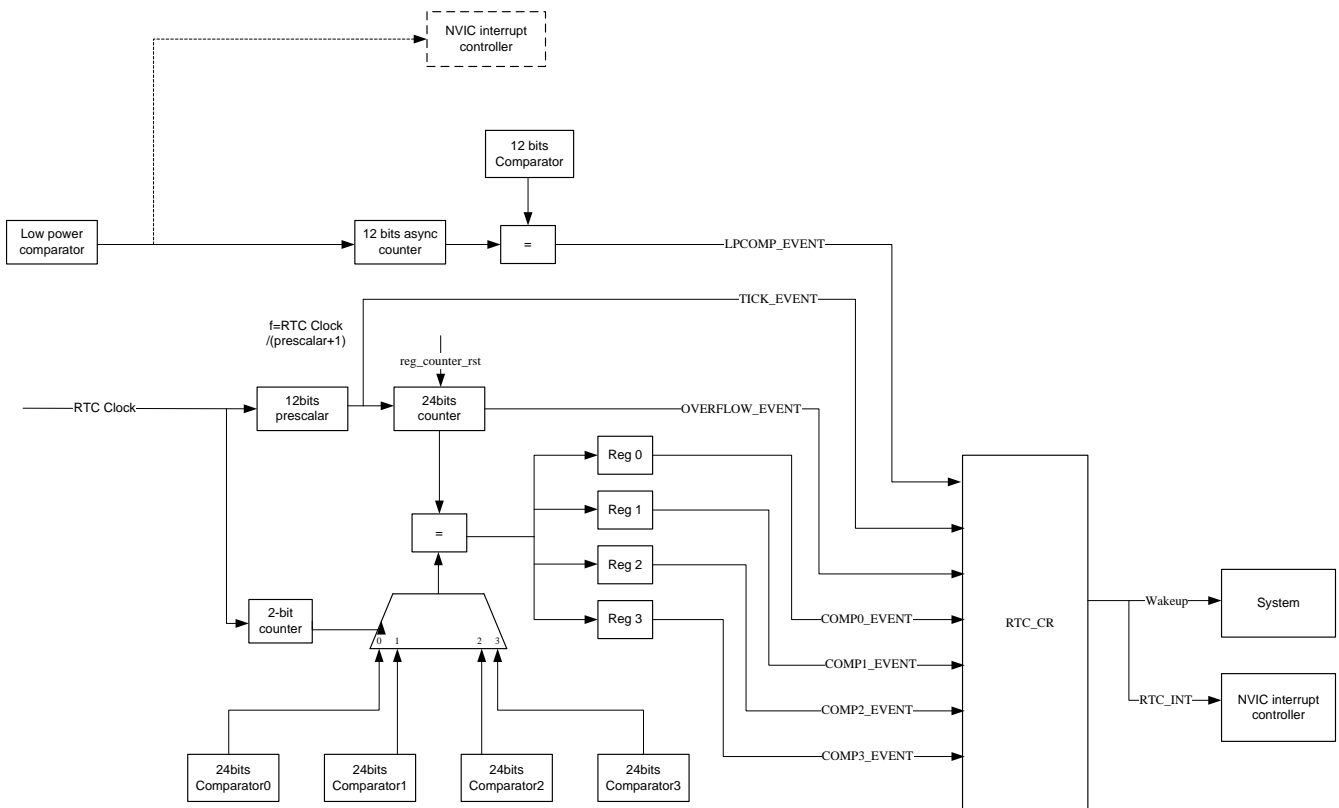 NVIC interrupt
controller
12 bits
Comparator
Low power
comparator
12 bits async
counter
=
LPCOMP_EVENT
TICK_EVENT
f=RTC Clock
/(prescalar+1)
reg_counter_rst
RTC Clock
12bits
prescalar
24bits
counter
OVERFLOW_EVENT
Reg 0
Reg 1
=
Reg 2
Reg 3
2-bit
counter
0 1 2 3
COMP0_EVENT
COMP1_EVENT
COMP2_EVENT
COMP3_EVENT
RTC_CR
Wakeup
System
RTC_INT
NVIC interrupt
controller
24bits
Comparator0
24bits
Comparator1
24bits
Comparator2
24bits
Comparator3